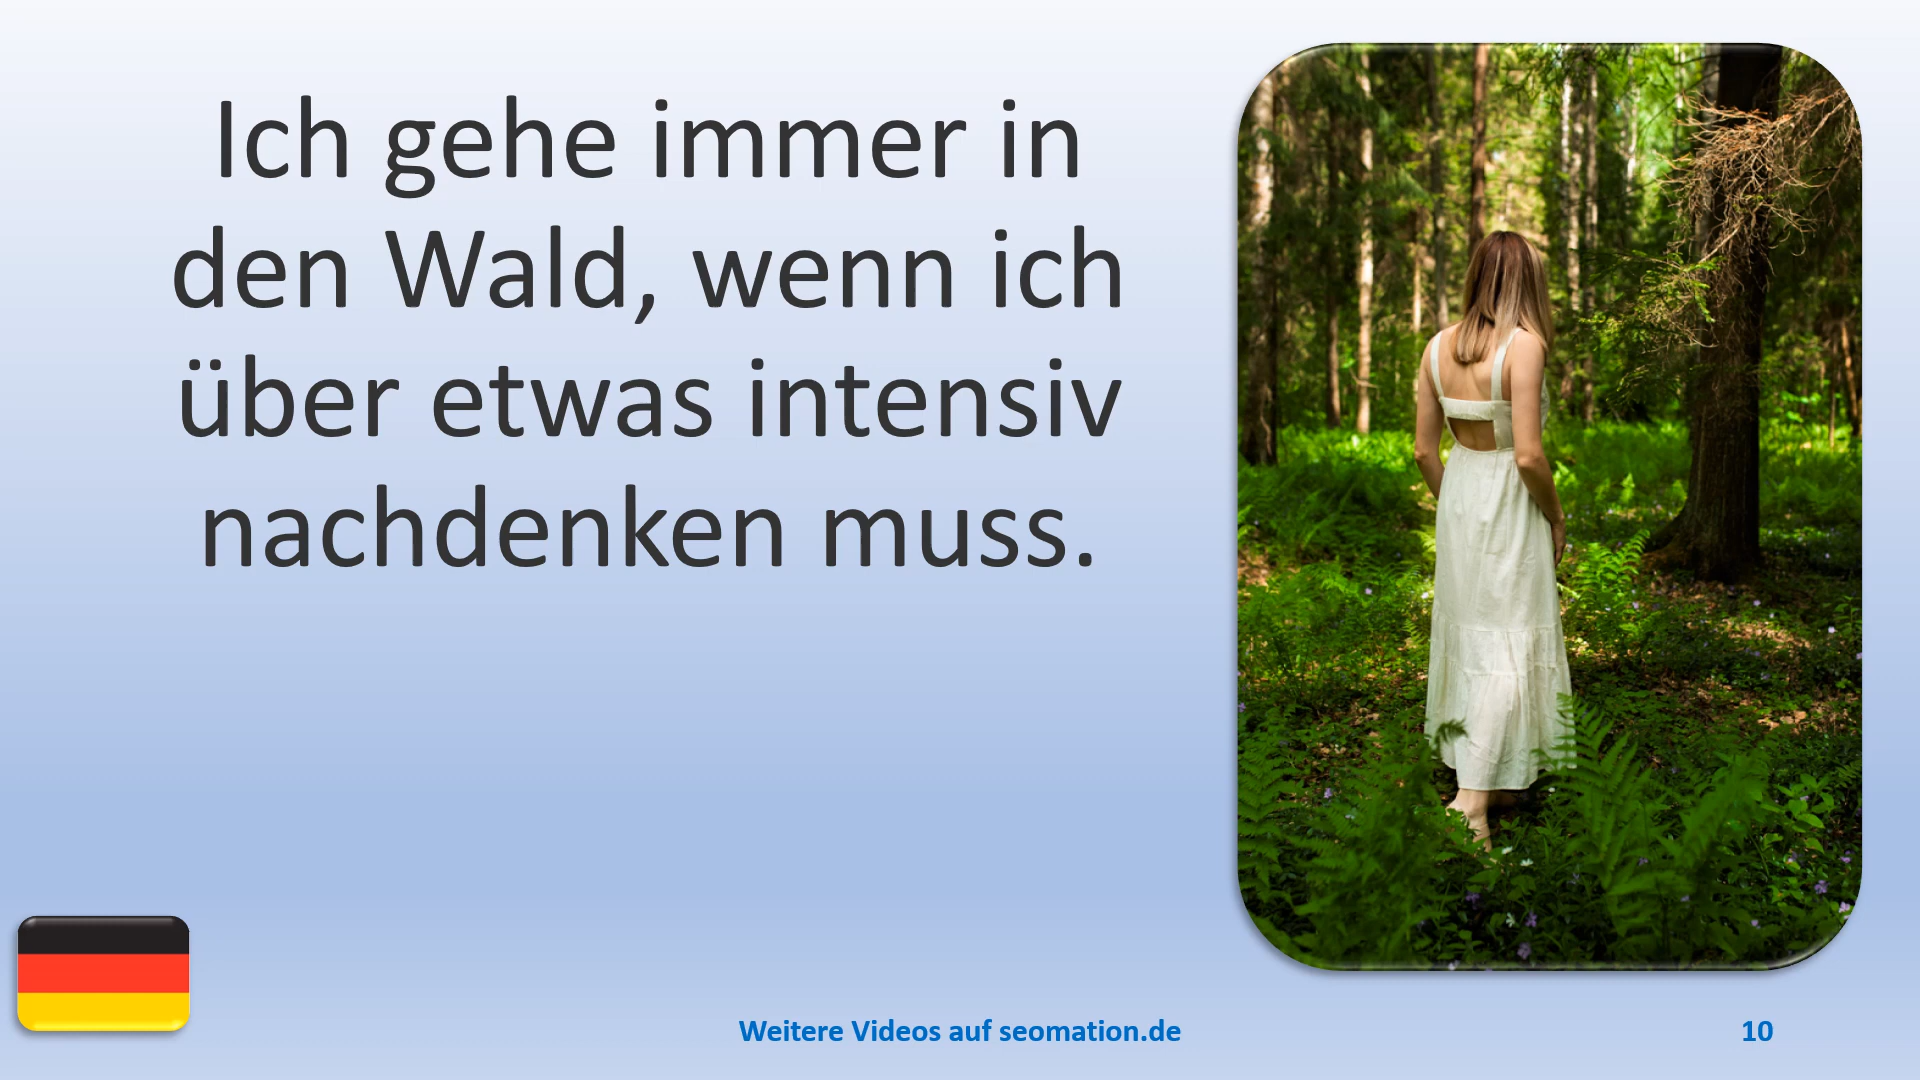 Ich gehe immer in
den Wald, wenn ich
über etwas intensiv
nachdenken muss.
Weitere Videos auf seomation.de
10